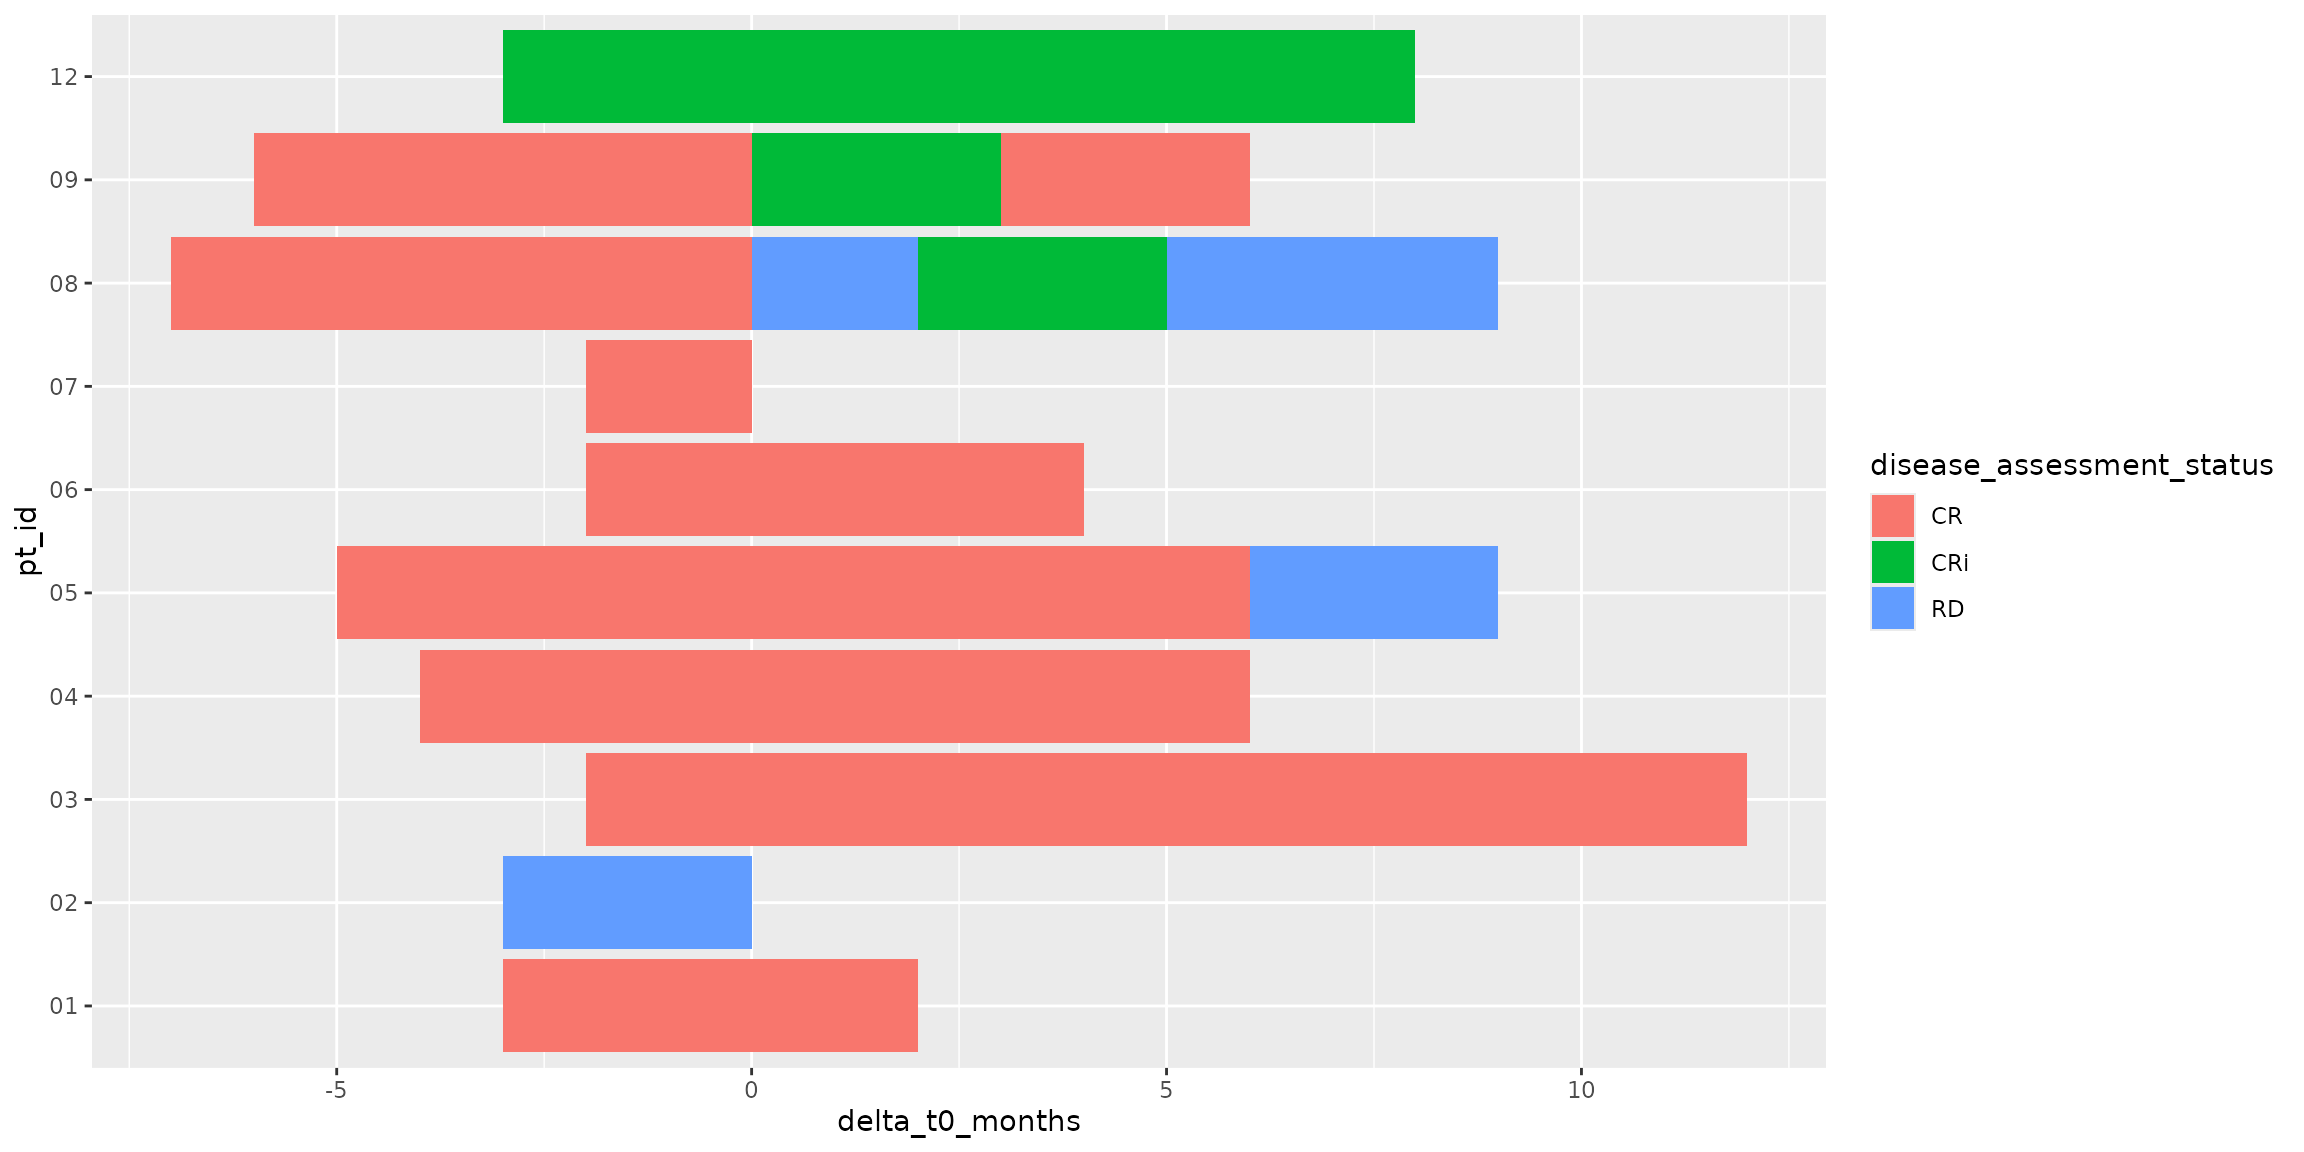 12
09
08
07
06
05
04
03
02
01
pt_id
-5 0 5 10
delta_t0_months
disease_assessment_status
CR
CRi
RD